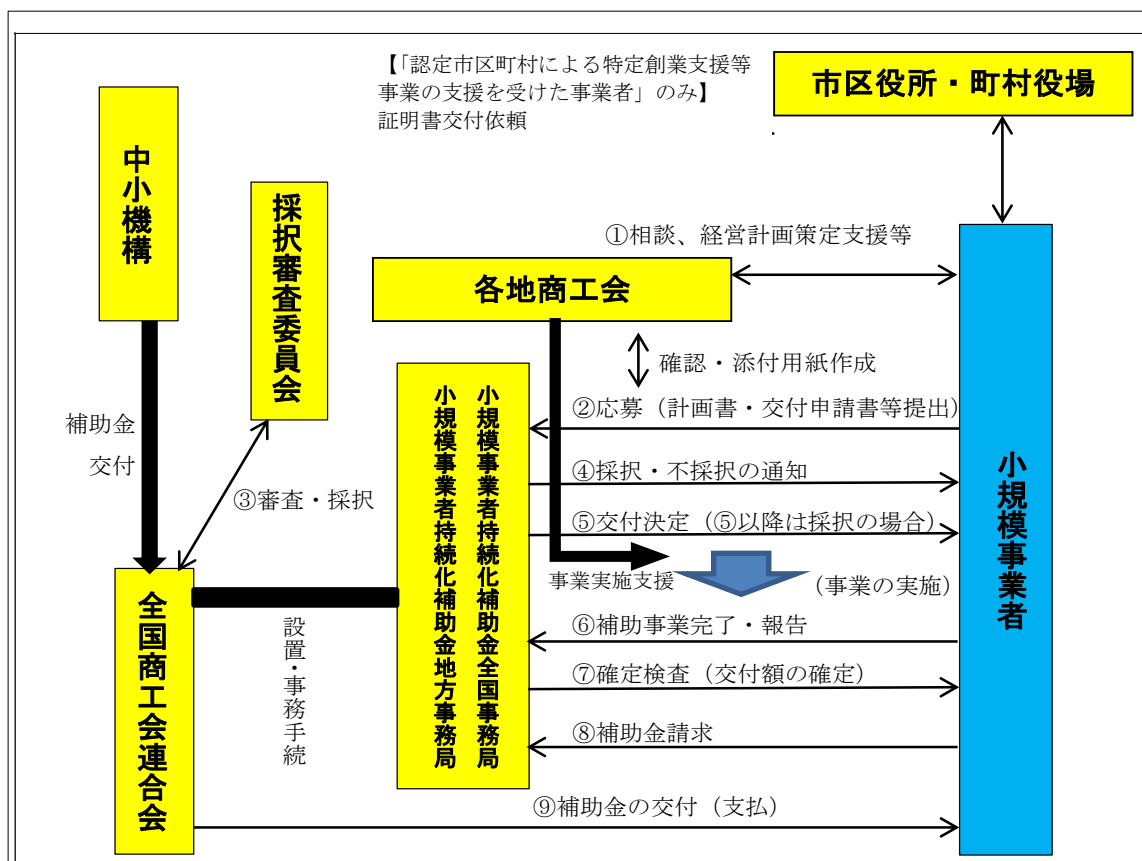 【「認定市区町村による特定創業支援等
事業の支援を受けた事業者」のみ】
証明書交付依頼
市区役所・町村役場
中小機構
採択審査委員会
①相談、経営計画策定支援等
各地商工会
確認・添付用紙作成
補助金
交付
③審査・採択
小規模事業者持続化補助金全国事務局
小規模事業者持続化補助金地方事務局
②応募（計画書・交付申請書等提出）
④採択・不採択の通知
⑤交付決定（⑤以降は採択の場合）
事業実施支援
（事業の実施）
小規模事業者
全国商工会連合会
設置・事務手続
⑥補助事業完了・報告
⑦確定検査（交付額の確定）
⑧補助金請求
⑨補助金の交付（支払）